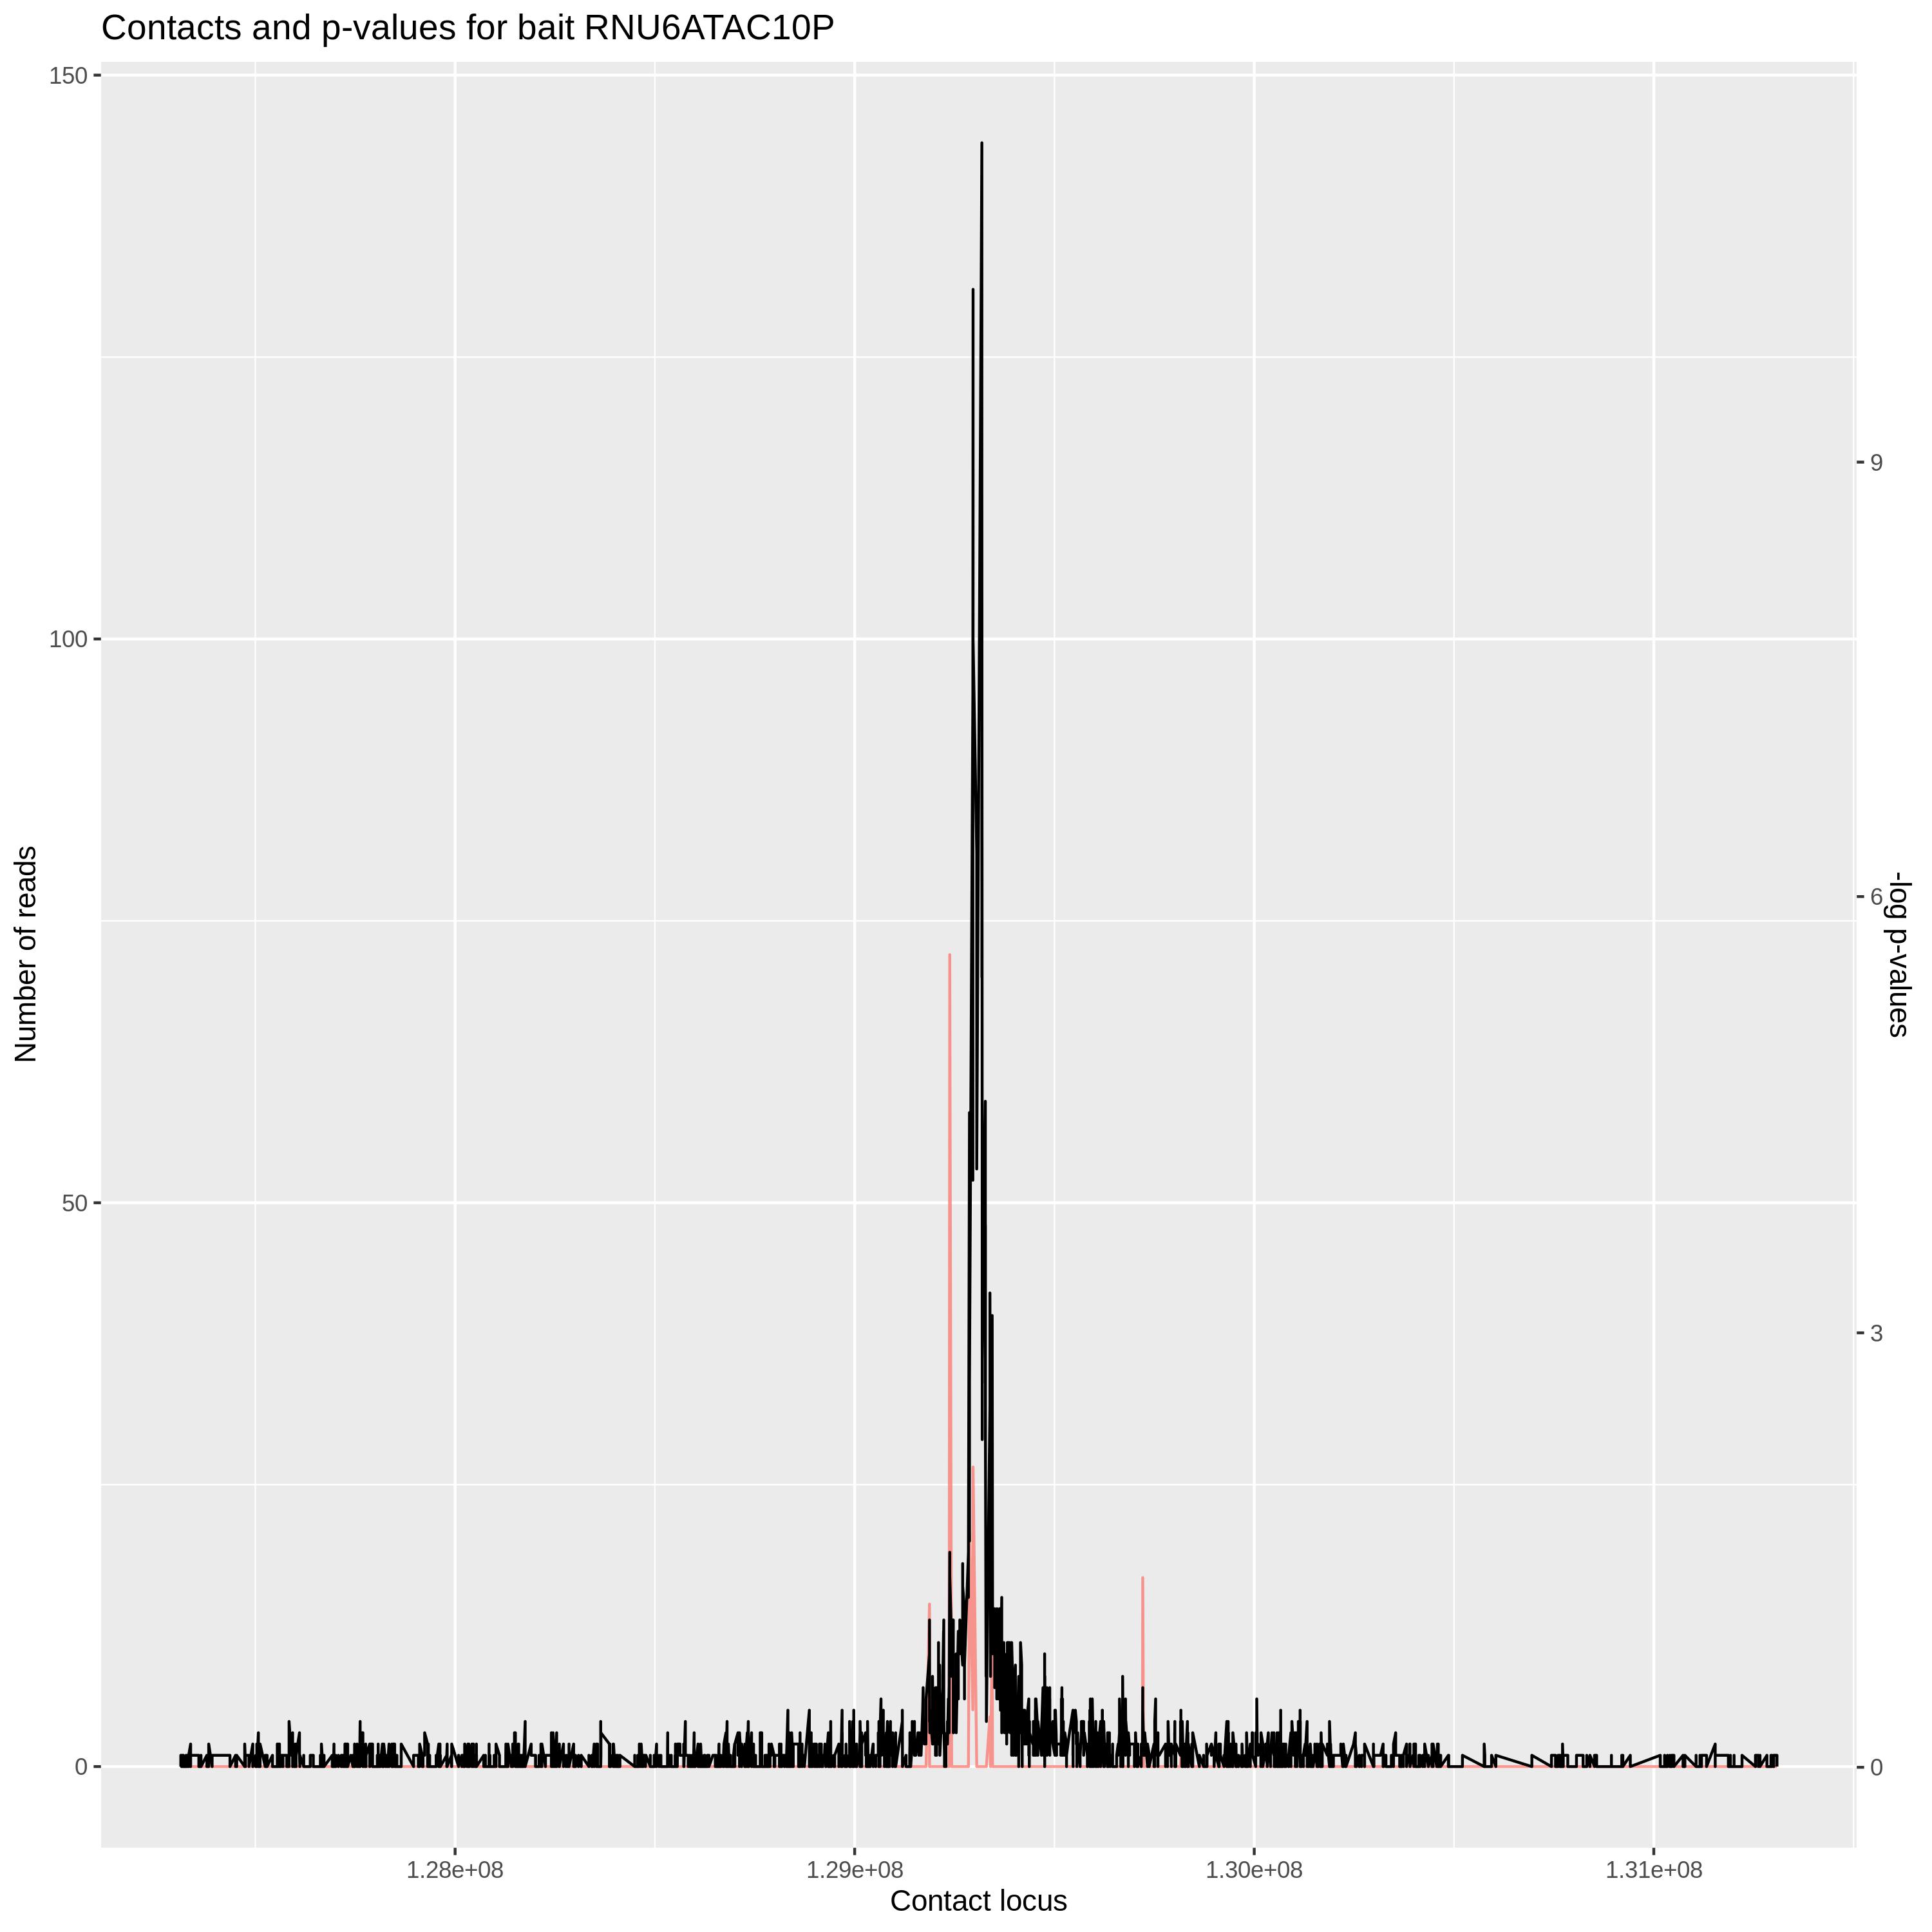 Contacts and p-values for bait RNU6ATAC10P
150
100
50
0
Number of reads
9
6
3
0
-log p-values
1.28e+08
1.29e+08
1.30e+08
1.31e+08
Contact locus